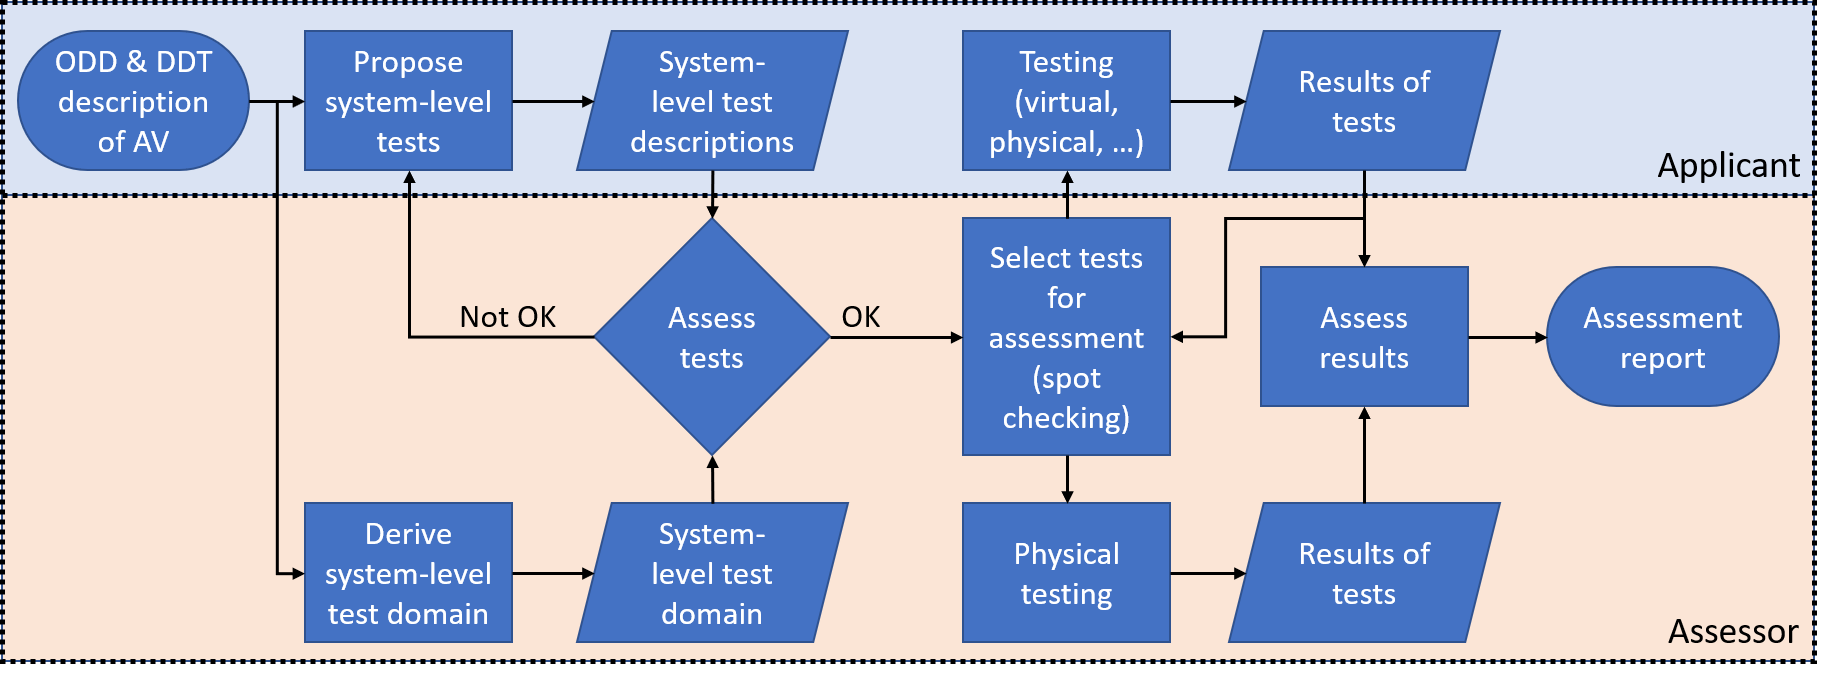 ODD & DDT
description
of AV
Propose
system-level
tests
System-
level test
descriptions
Testing
(virtual,
physical, ...)
Results of
tests
Applicant
Not OK
Assess
tests
OK
Select tests
for
assessment
(spot
checking)
Assess
results
Assessment
report
Derive
system-level
test domain
System-
level test
domain
Physical
testing
Results of
tests
Assessor